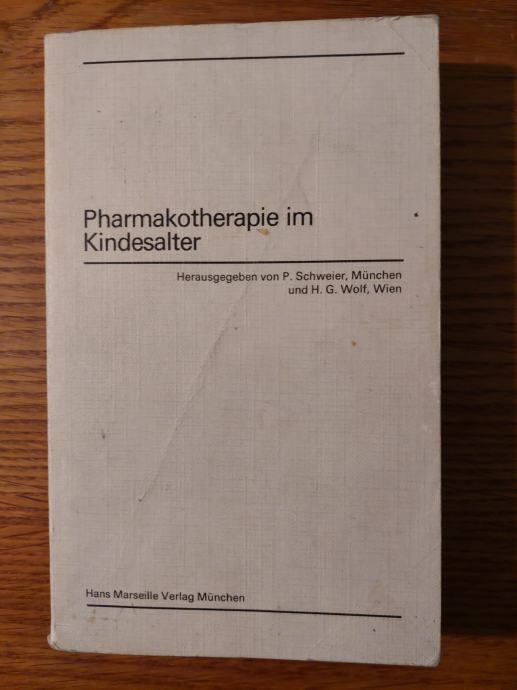 Pharmakotherapie im
Kindesalter
Herausgegeben von P. Schweier, München
und H. G. Wolf, Wien
Hans Marseille Verlag München